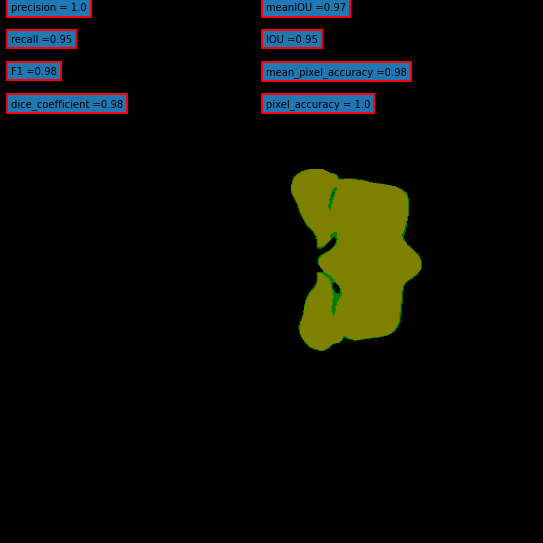 precision = 1.0
meanIOU =0.97
recall =0.95
IOU =0.95
F1 =0.98
mean_pixel_accuracy =0.98
dice_coefficient =0.98
pixel_accuracy = 1.0